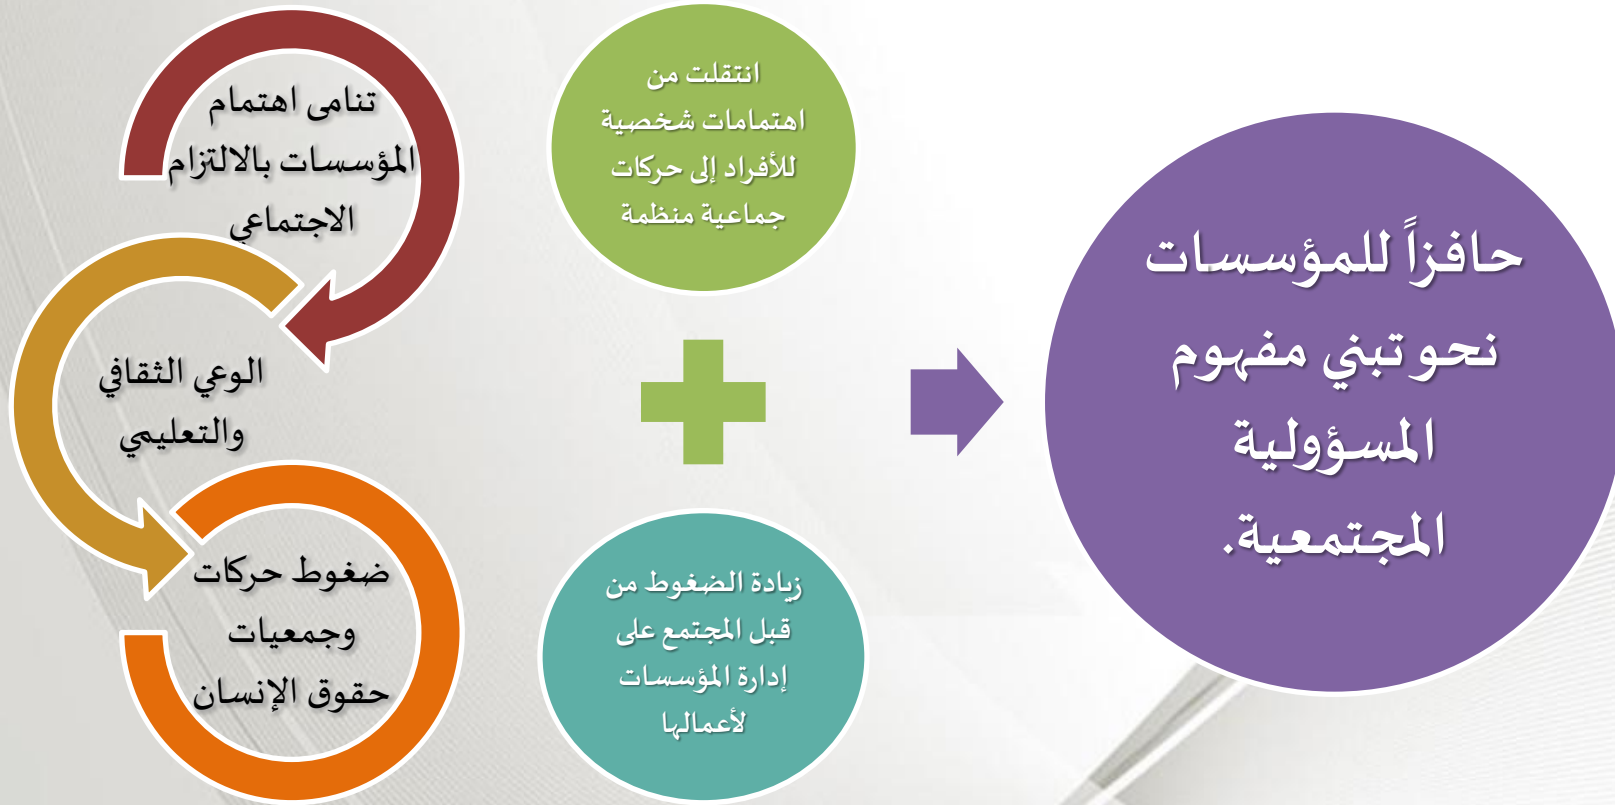 تنامى اهتمام
المؤسسات بالالتزام
الاجتماعي
الوعي الثقافي
والتعليمي
ضغوط حركات
وجمعيات
حقوق الإنسان
انتقلت من
اهتمامات شخصية
للأفراد إلى حركات
جماعية منظمة
زيادة الضغوط من
قبل المجتمع على
إدارة المؤسسات
لأعمالها
حافزاً للمؤسسات
نحو تبني مفهوم
المسؤولية
المجتمعية.